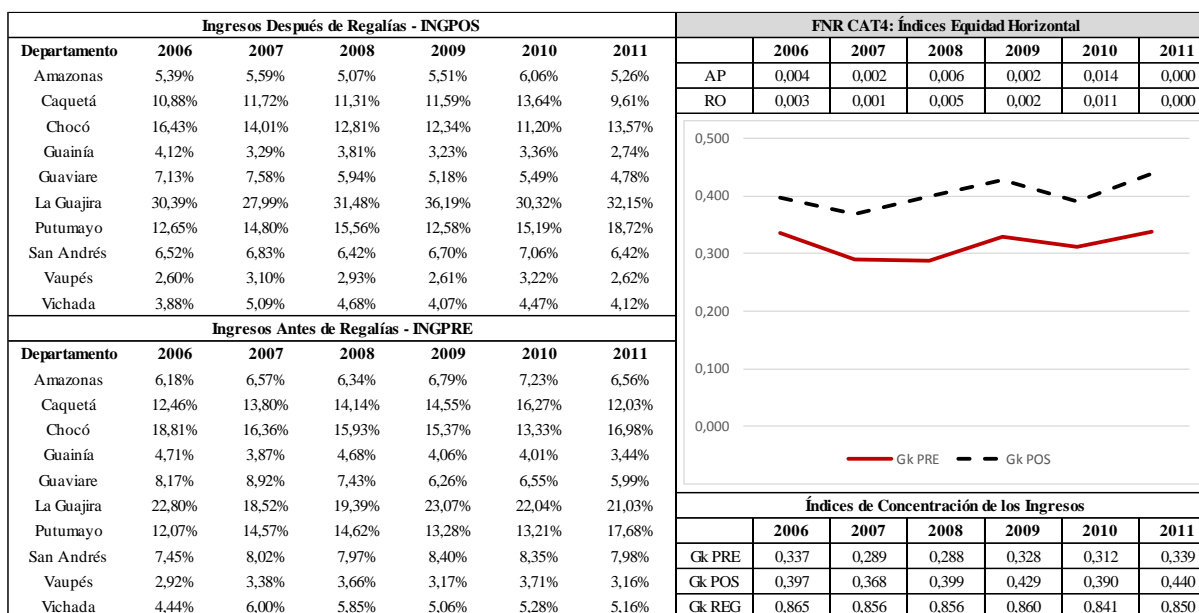 Ingresos Después de Regalías - INGPOS
Departamento 2006 2007 2008 2009 2010 2011
Amazonas 5,39% 5,59% 5,07% 5,51% 6,06% 5,26%
Caquetá 10,88% 11,72% 11,31% 11,59% 13,64% 9,61%
Chocó 16,43% 14,01% 12,81% 12,34% 11,20% 13,57%
Guainía 4,12% 3,29% 3,81% 3,23% 3,36% 2,74%
Guaviare 7,13% 7,58% 5,94% 5,18% 5,49% 4,78%
La Guajira 30,39% 27,99% 31,48% 36,19% 30,32% 32,15%
Putumayo 12,65% 14,80% 15,56% 12,58% 15,19% 18,72%
San Andrés 6,52% 6,83% 6,42% 6,70% 7,06% 6,42%
Vaupés 2,60% 3,10% 2,93% 2,61% 3,22% 2,62%
Vichada 3,88% 5,09% 4,68% 4,07% 4,47% 4,12%
Ingresos Antes de Regalías - INGPRE
Departamento 2006 2007 2008 2009 2010 2011
Amazonas 6,18% 6,57% 6,34% 6,79% 7,23% 6,56%
Caquetá 12,46% 13,80% 14,14% 14,55% 16,27% 12,03%
Chocó 18,81% 16,36% 15,93% 15,37% 13,33% 16,98%
Guainía 4,71% 3,87% 4,68% 4,06% 4,01% 3,44%
Guaviare 8,17% 8,92% 7,43% 6,26% 6,55% 5,99%
La Guajira 22,80% 18,52% 19,39% 23,07% 22,04% 21,03%
Putumayo 12,07% 14,57% 14,62% 13,28% 13,21% 17,68%
San Andrés 7,45% 8,02% 7,97% 8,40% 8,35% 7,98%
Vaupés 2,92% 3,38% 3,66% 3,17% 3,71% 3,16%
Vichada 4,44% 6,00% 5,85% 5,06% 5,28% 5,16%
FNR CAT4: Índices Equidad Horizontal
2006 2007 2008 2009 2010 2011
AP 0,004 0,002 0,006 0,002 0,014 0,000
RO 0,003 0,001 0,005 0,002 0,011 0,000
0,500
0,400
0,300
0,200
0,100
0,000
Gk PRE Gk POS
Índices de Concentración de los Ingresos
2006 2007 2008 2009 2010 2011
Gk PRE 0,337 0,289 0,288 0,328 0,312 0,339
Gk POS 0,397 0,368 0,399 0,429 0,390 0,440
Gk REG 0,865 0,856 0,856 0,860 0,841 0,850